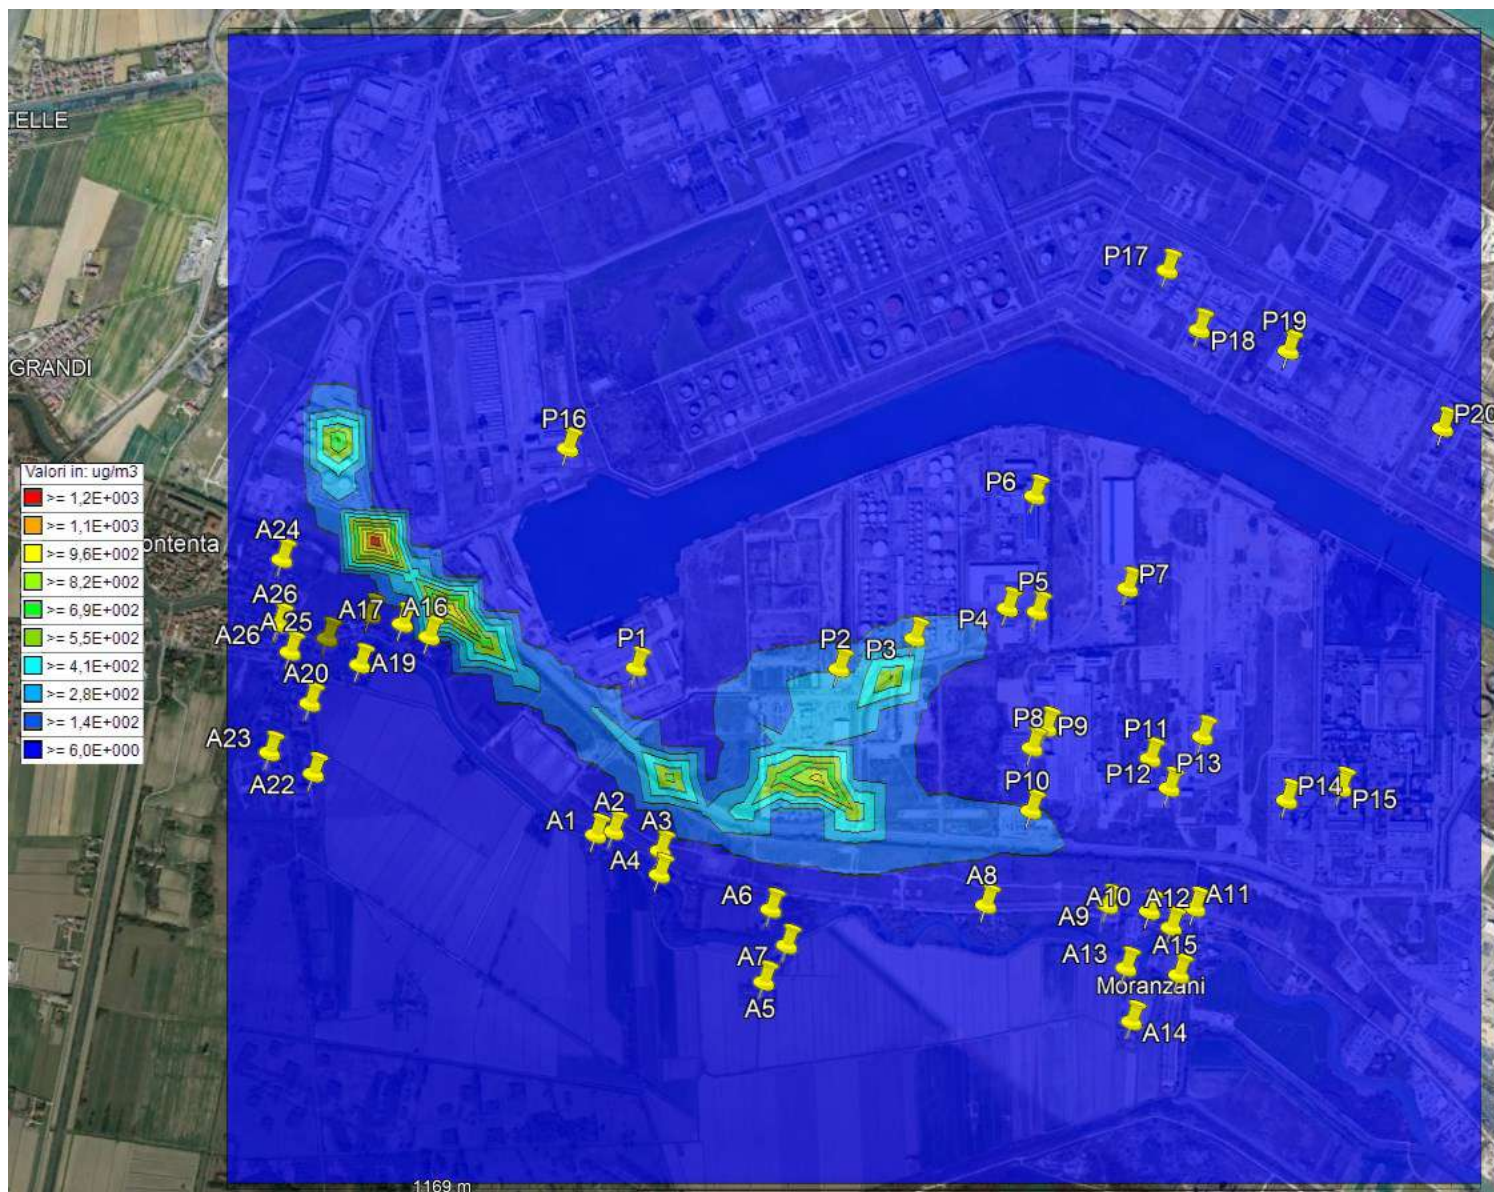 TELLE
P17
P19
P18
GRANDI
P16
P20
Valori in: ug/m3
>= 1,2E+003
>= 1,1E+003
>= 9,6E+002
>= 8,2E+002
>= 6,9E+002
>= 5,5E+002
>= 4,1E+002
>= 2,8E+002
>= 1,4E+002
>= 6,0E+000
P6
A24
ontenta
P5
P7
A26
A17
A16
A25
P4
A26
P1
P2
P3
A19
A20
P8
P9
P11
A23
P13
P12
A22
P10
P14
P15
A2
A1
A3
A4
A8
A6
A10
A12
A11
A9
A15
A7
A13
Moranzani
A5
A14
1169 m